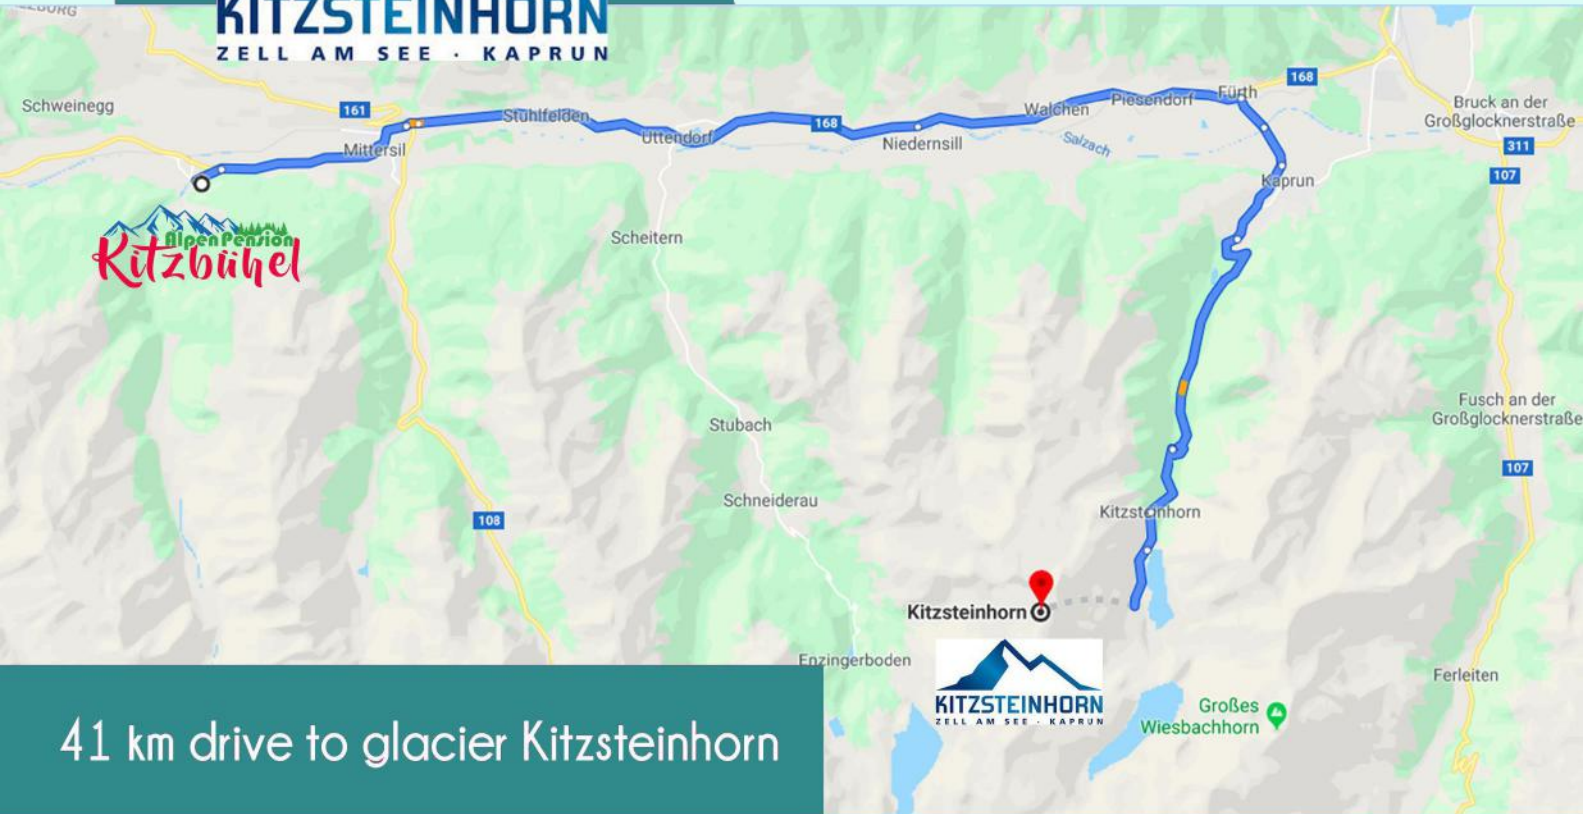 KITZSTEINHORN
ZELL AM SEE · KAPRUN
168
Schweinegg
161
Stuhlfelden
Mittersil
Uttendorf
168
Niedernsill
Walchen
Piesendorf
Fürth
Salzach
Bruck an der
Großglocknerstraße
311
107
Kaprun
Alpen Pension
Kitzbühel
Scheitern
Stubach
Fusch an der
Großglocknerstraße
107
Schneiderau
108
Kitzsteinhorn
Kitzsteinhorn
Enzingerboden
KITZSTEINHORN
ZELL AM SEE · KAPRUN
Großes
Wiesbachhorn
Ferleiten
41 km drive to glacier Kitzsteinhorn